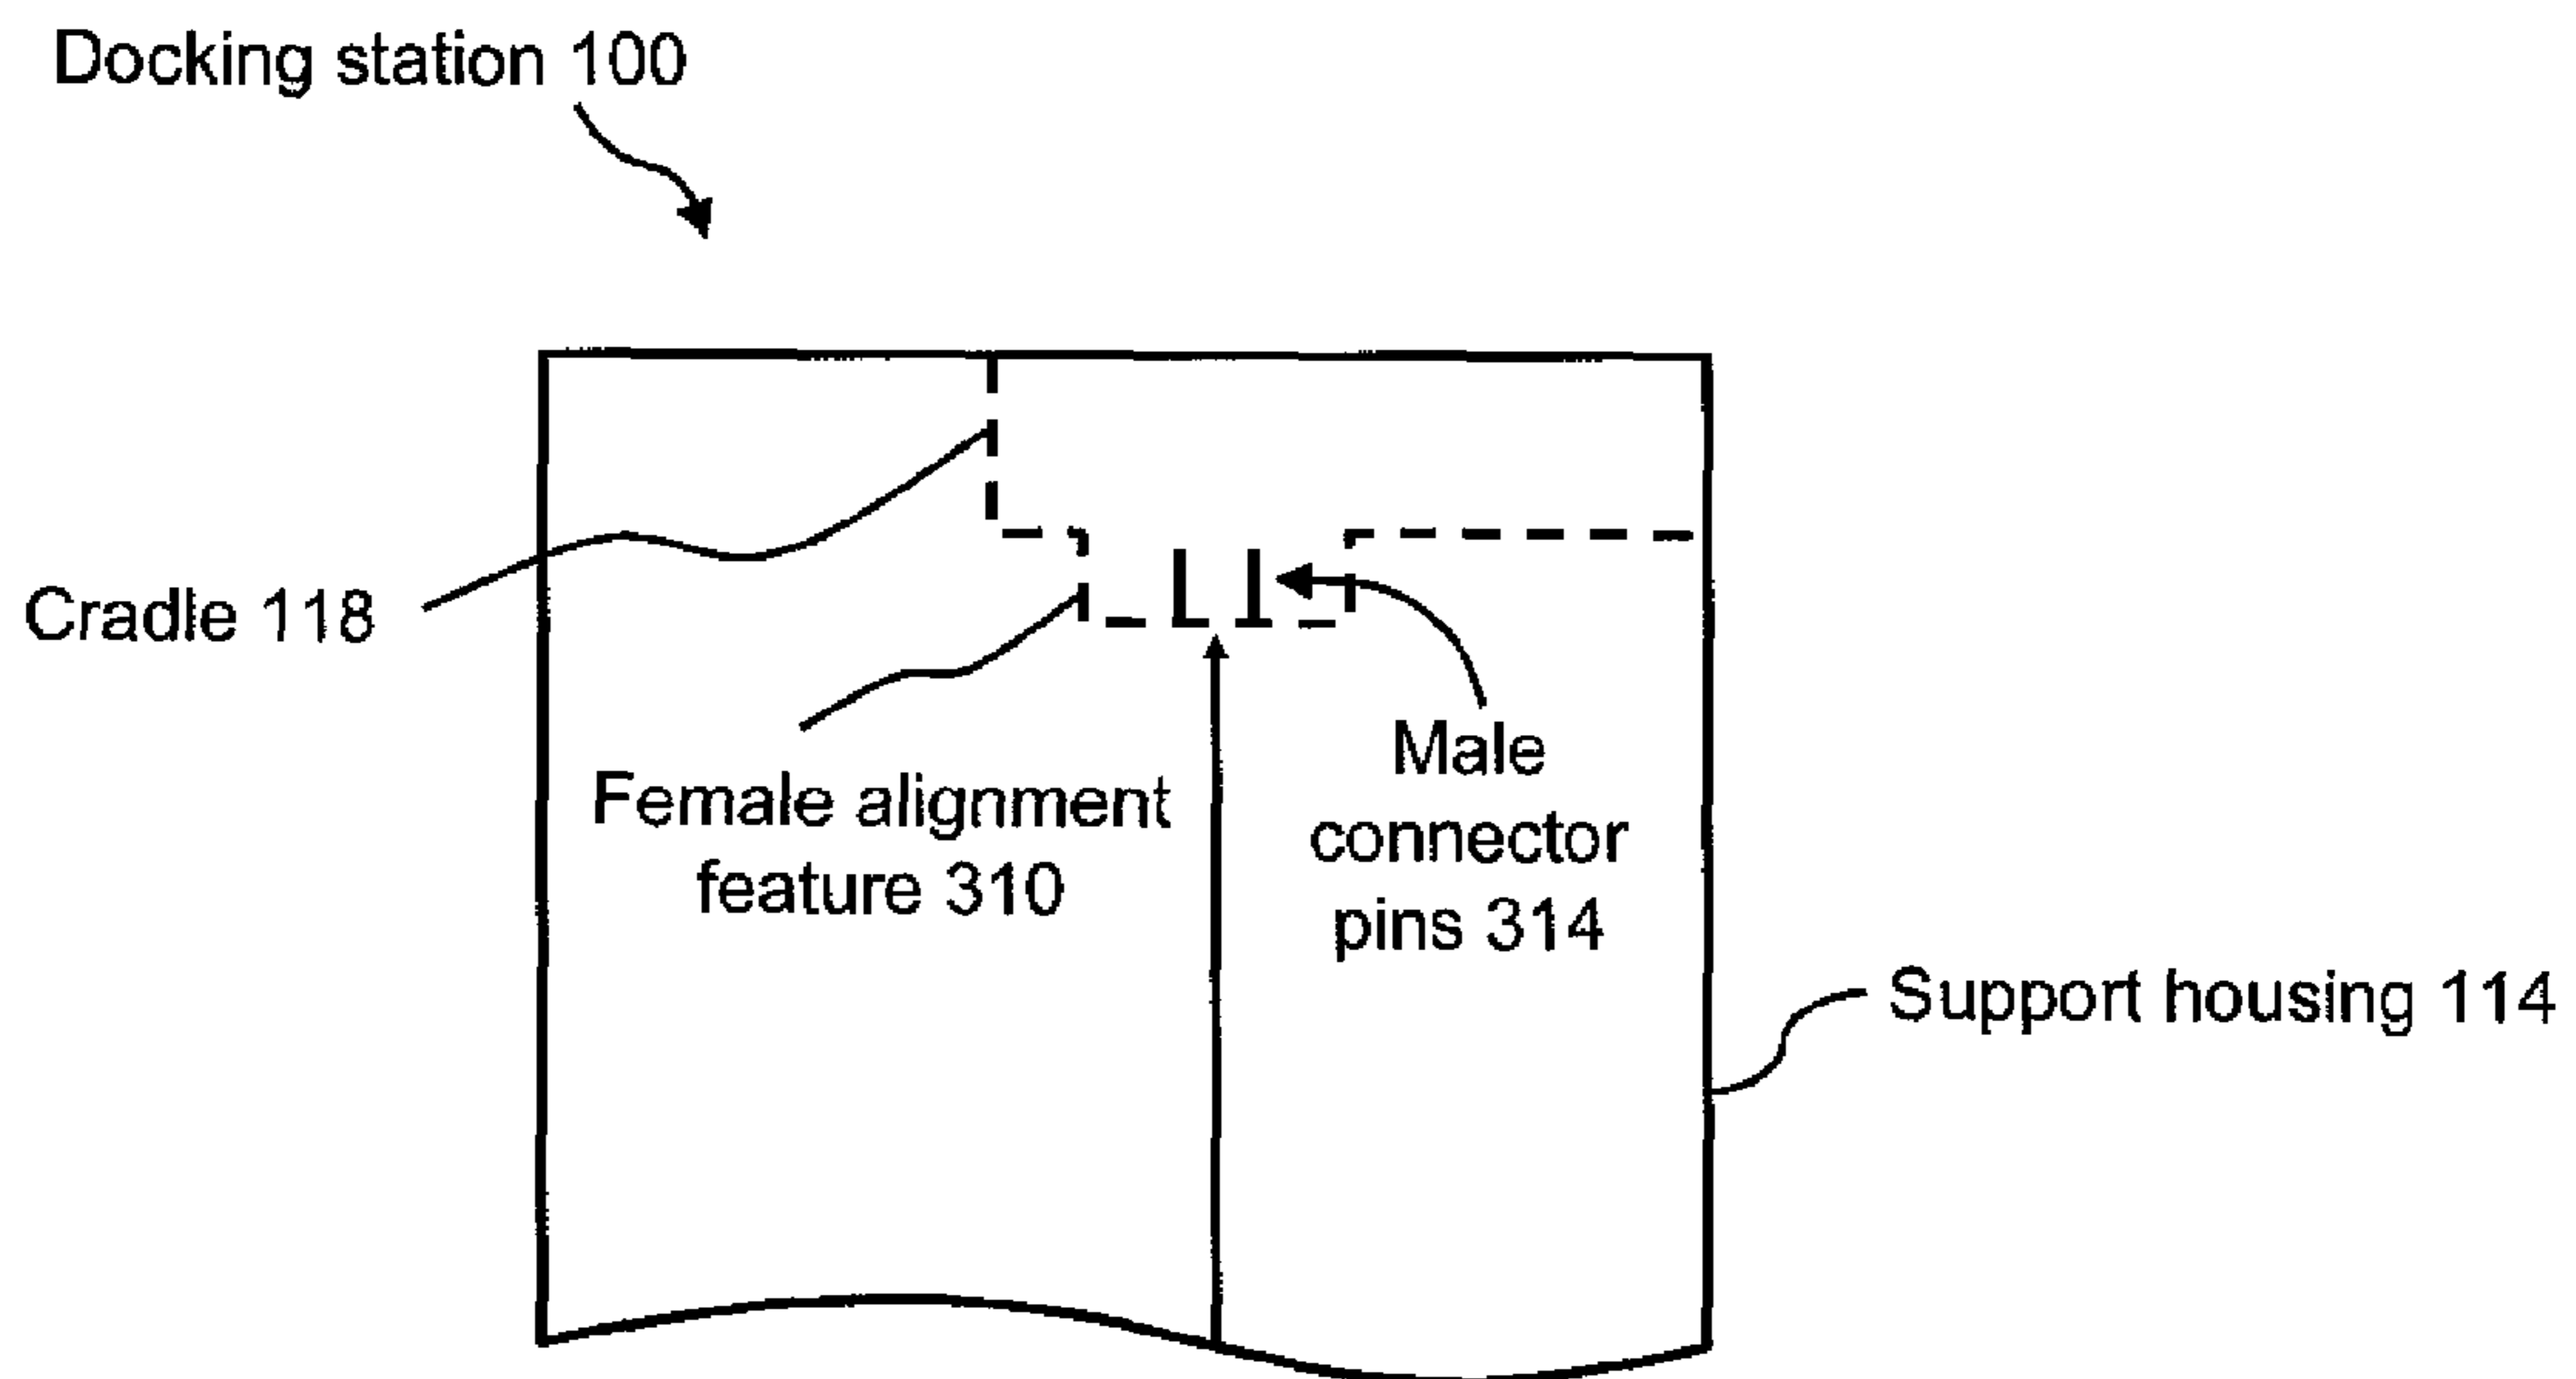 Docking station 100
Cradle 118
Female alignment
feature 310
Male
connector
pins 314
Support housing 114